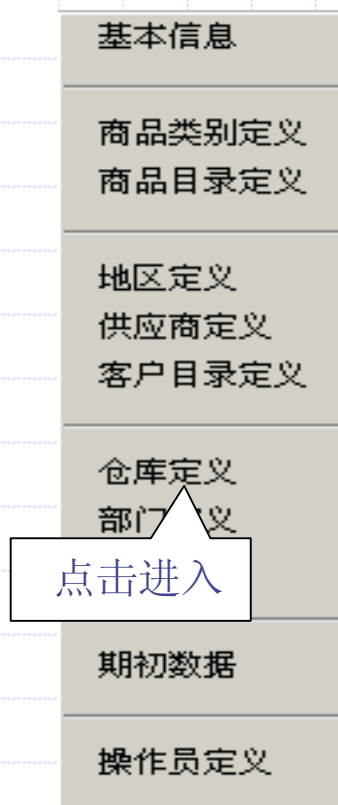 基本信息
商品类别定义
商品目录定义
地区定义
供应商定义
客户目录定义
仓库定义
部门 义
点击进入
期初数据
操作员定义